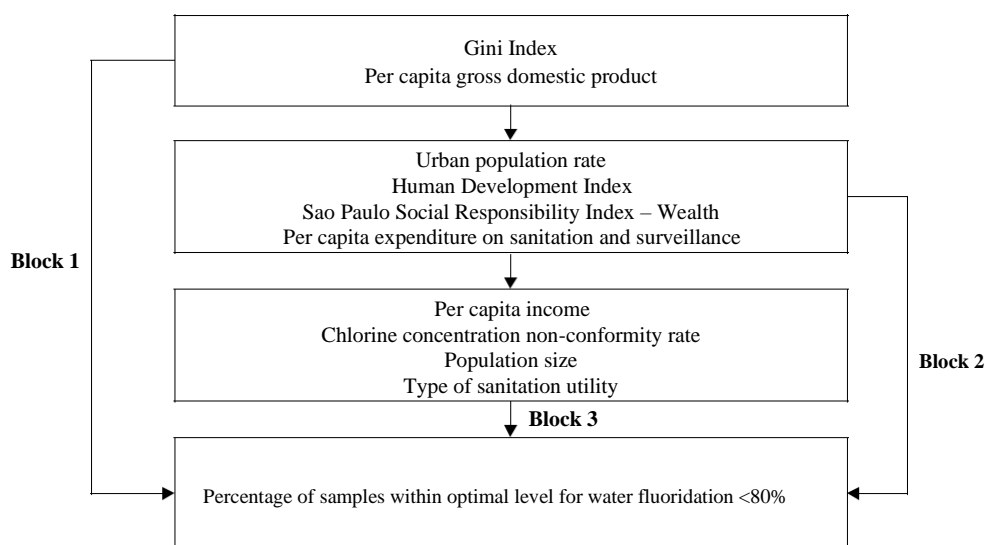 Gini Index
Per capita gross domestic product
Urban population rate
Human Development Index
Sao Paulo Social Responsibility Index – Wealth
Per capita expenditure on sanitation and surveillance
Block 1
Per capita income
Chlorine concentration non-conformity rate
Population size
Type of sanitation utility
Block 2
Block 3
Percentage of samples within optimal level for water fluoridation <80%